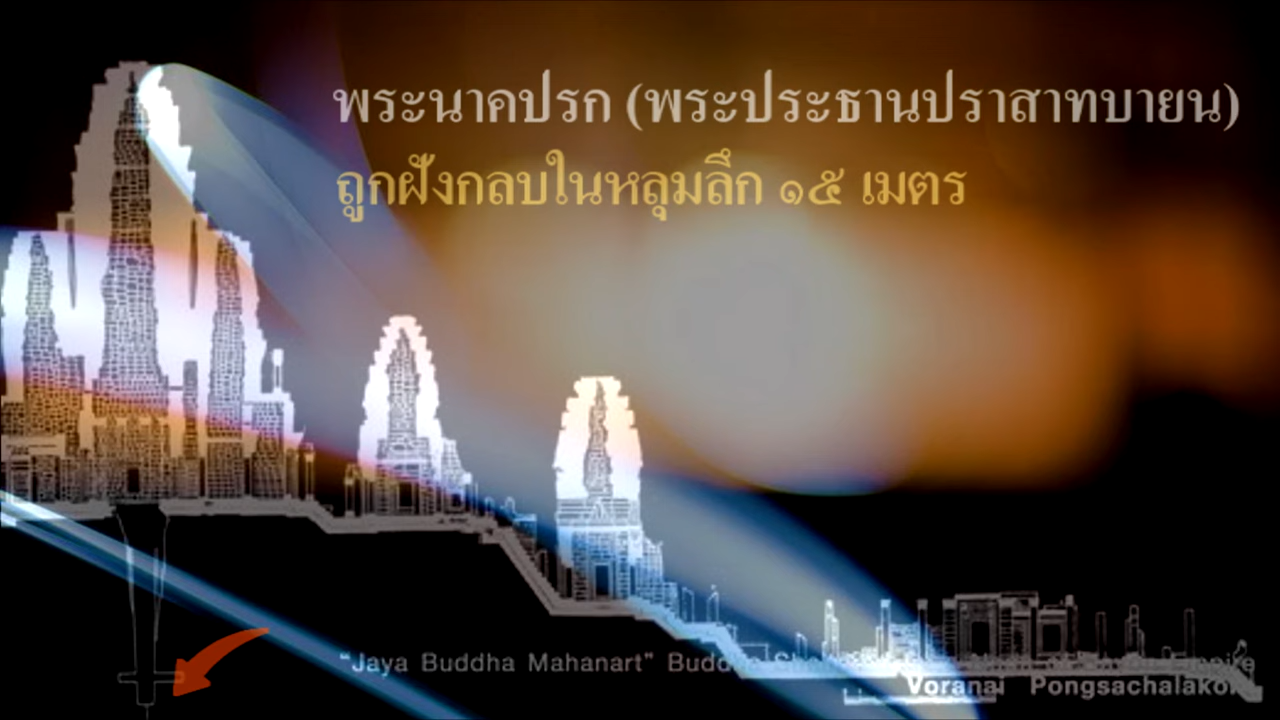 พระนาคปรก (พระประธานปราสาทบายน)
ถูกฝังกลบในหลุมลึก ๑๕ เมตร
“Jaya Buddha Mahanart” Buddha
Voranai Pongsachalakorn